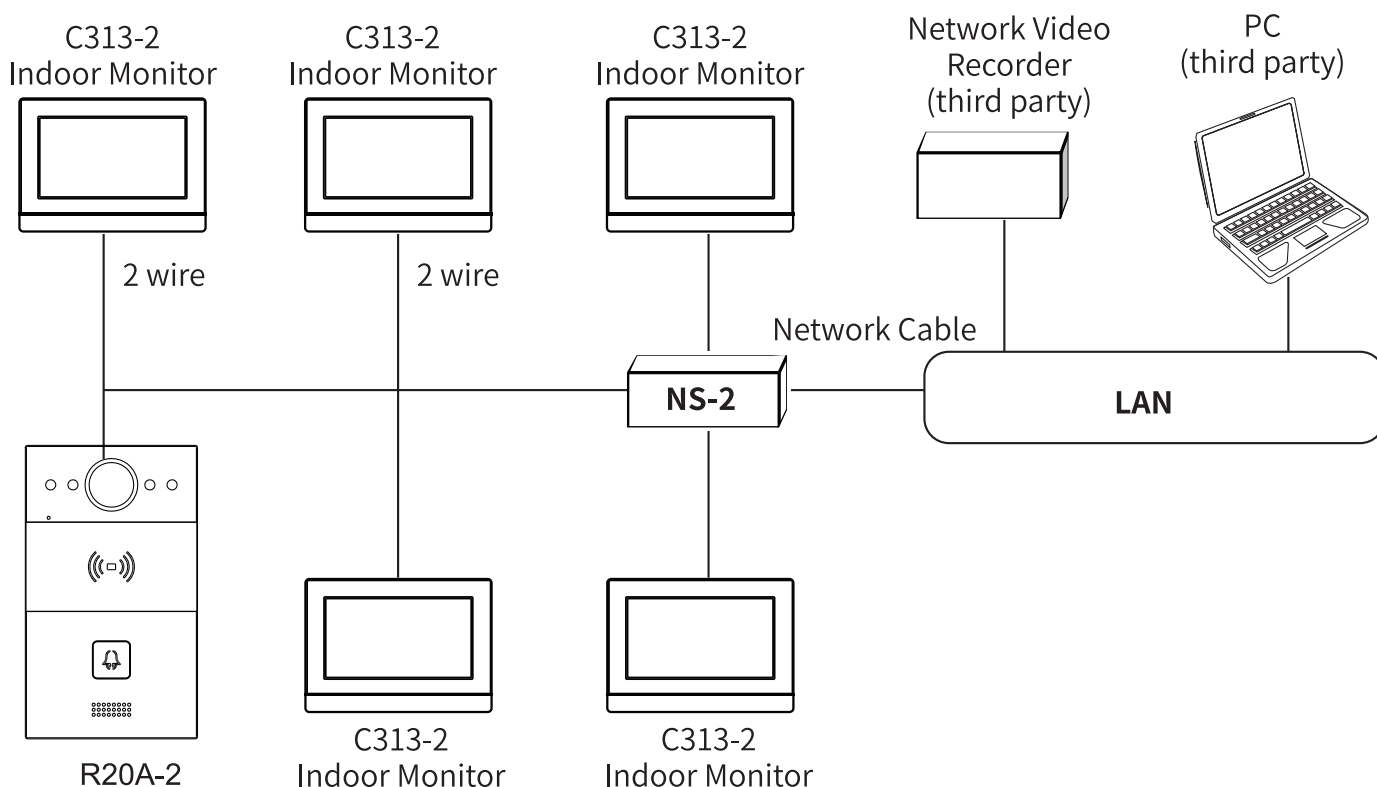 C313-2
Indoor Monitor
C313-2
Indoor Monitor
C313-2
Indoor Monitor
Network Video
Recorder
(third party)
PC
(third party)
2 wire
2 wire
Network Cable
NS-2
LAN
R20A-2
C313-2
Indoor Monitor
C313-2
Indoor Monitor